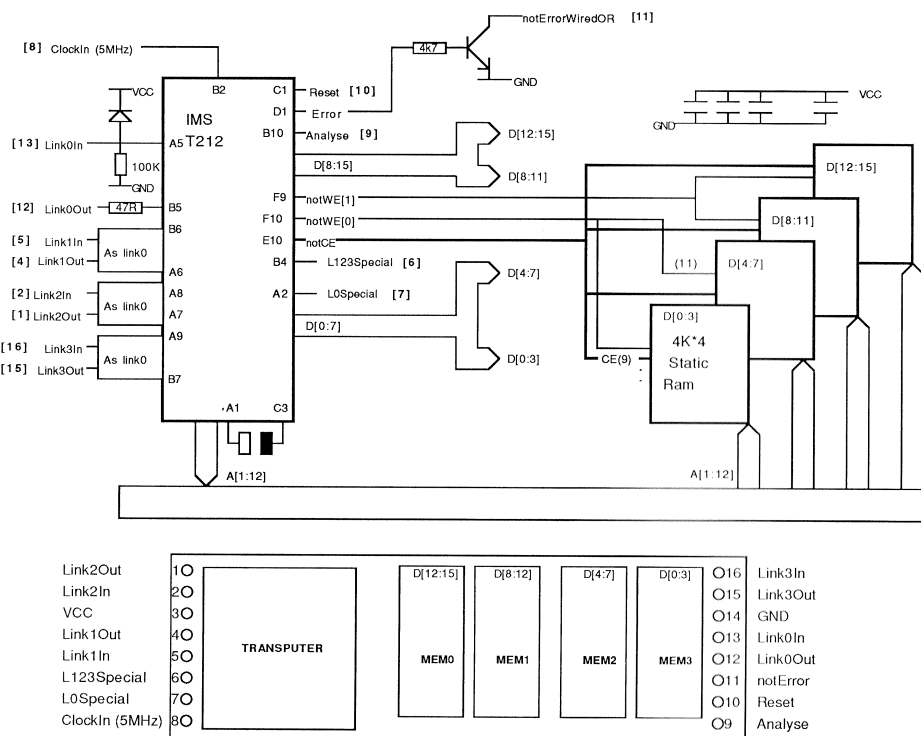 notErrorWiredOR [11]
[8] ClockIn (5MHz)
4k7
GND
VCC
B2
C1
Reset [10]
VCC
D1
Error
IMS
T212
B10
Analyse [9]
GND
[13] Link0In
A5
D[12:15]
D[12:15]
100K
D[8:15]
GND
D[8:11]
F9
notWE[1]
[12] Link0Out
47R
B5
F10
notWE[0]
D[8:11]
B6
[5] Link1In
As link0
E10
notCE
[4] Link1Out
A6
B4
L123Special [6]
(11)
D[4:7]
D[4:7]
[2] Link2In
A8
As link0
A2
L0Special [7]
[1] Link2Out
A7
D[0:3]
A9
D[0:7]
[16] Link3In
As link0
4K*4
D[0:3]
CE(9)
Static
[15] Link3Out
B7
Ram
A1
C3
A[1:12]
A[1:12]
Link2Out 1
Link2In 2
VCC 3
Link1Out 4
Link1In 5
L123Special 6
L0Special 7
ClockIn (5MHz) 8
TRANSPUTER
D[12:15]
MEM0
D[8:12]
MEM1
D[4:7]
MEM2
D[0:3]
MEM3
16 Link3In
15 Link3Out
14 GND
13 Link0In
12 Link0Out
11 notError
10 Reset
9 Analyse